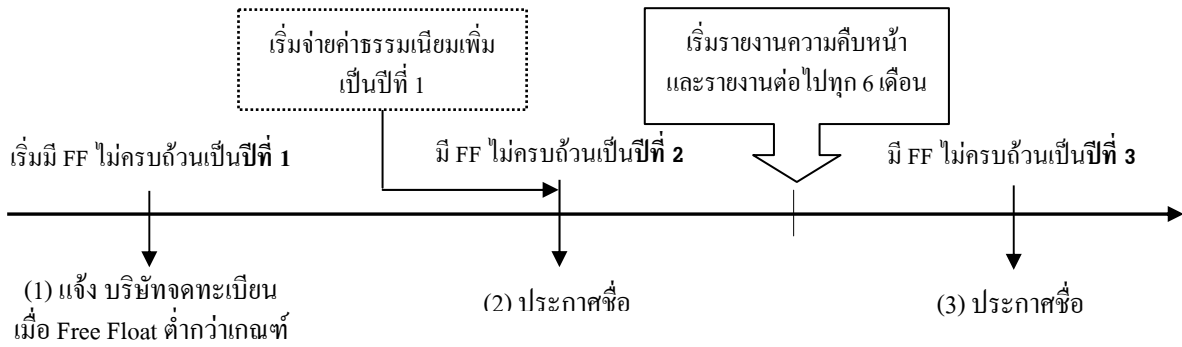 เริ่มจ่ายค่าธรรมเนียมเพิ่ม
เป็นปีที่ 1
เริ่มรายงานความคืบหน้า
และรายงานต่อไปทุก 6 เดือน
เริ่มมี FF ไม่ครบถ้วนเป็นปีที่ 1
มี FF ไม่ครบถ้วนเป็นปีที่ 2
มี FF ไม่ครบถ้วนเป็นปีที่ 3
(1) แจ้ง บริษัทจดทะเบียน
เมื่อ Free Float ต่ำกว่าเกณฑ์
(2) ประกาศชื่อ
(3) ประกาศชื่อ